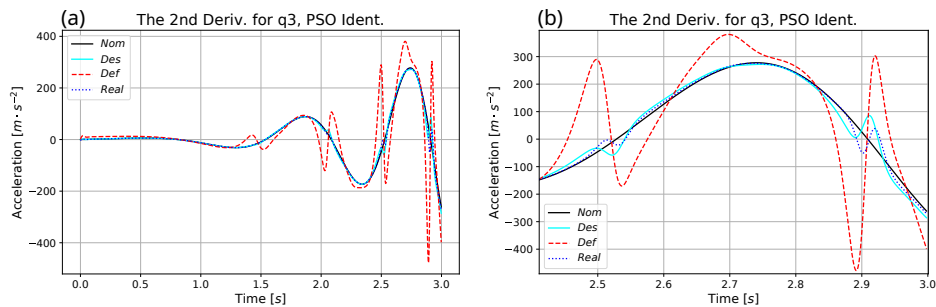 (a)
The 2nd Deriv. for q3, PSO Ident.
Acceleration [m· s⁻²]
400
200
0
−200
−400
Nom
Des
Def
Real
0.0 0.5 1.0 1.5 2.0 2.5 3.0
Time [s]
(b)
The 2nd Deriv. for q3, PSO Ident.
Acceleration [m· s⁻²]
300
200
100
0
−100
−200
−300
−400
Nom
Des
Def
Real
2.5 2.6 2.7 2.8 2.9 3.0
Time [s]